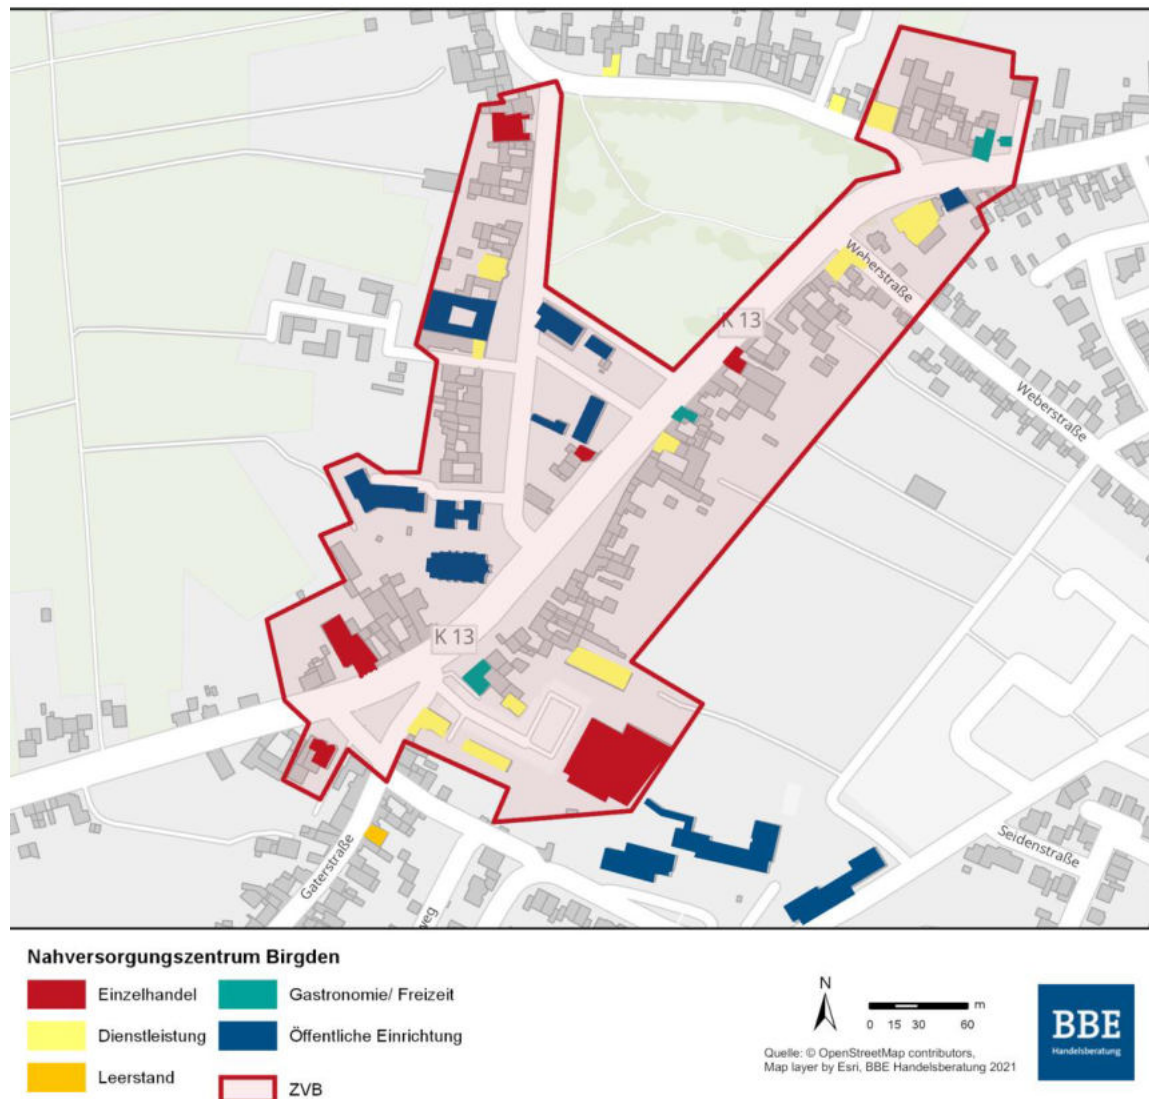 K 13
Weberstraße
Weberstraße
K 13
Gaterstraße
weg
Seidenstraße
Nahversorgungszentrum Birgden
Einzelhandel
Gastronomie/ Freizeit
Dienstleistung
Öffentliche Einrichtung
Leerstand
ZVB
N
m
0 15 30 60
Quelle: © OpenStreetMap contributors,
Map layer by Esri, BBE Handelsberatung 2021
BBE
Handelsberatung